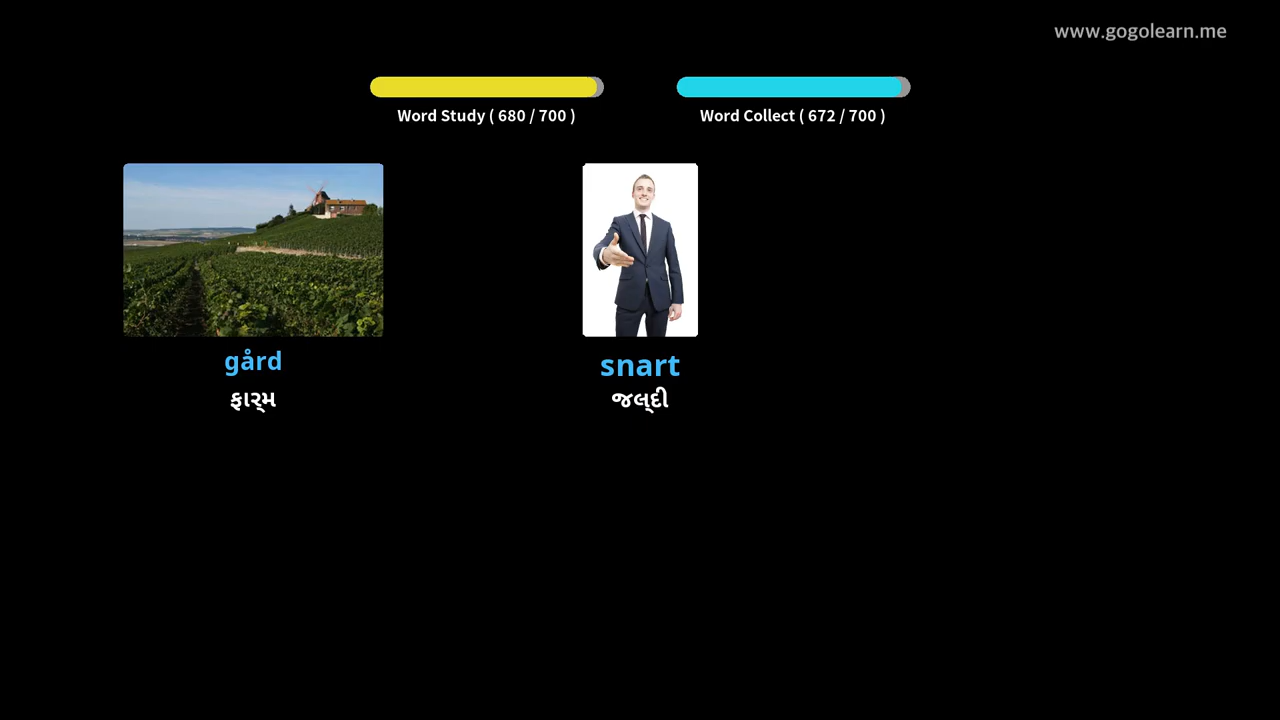 www.gogolearn.me
Word Study ( 680 / 700 )
Word Collect ( 672 / 700 )
gård
ફાર્મ
snart
જલ્દી